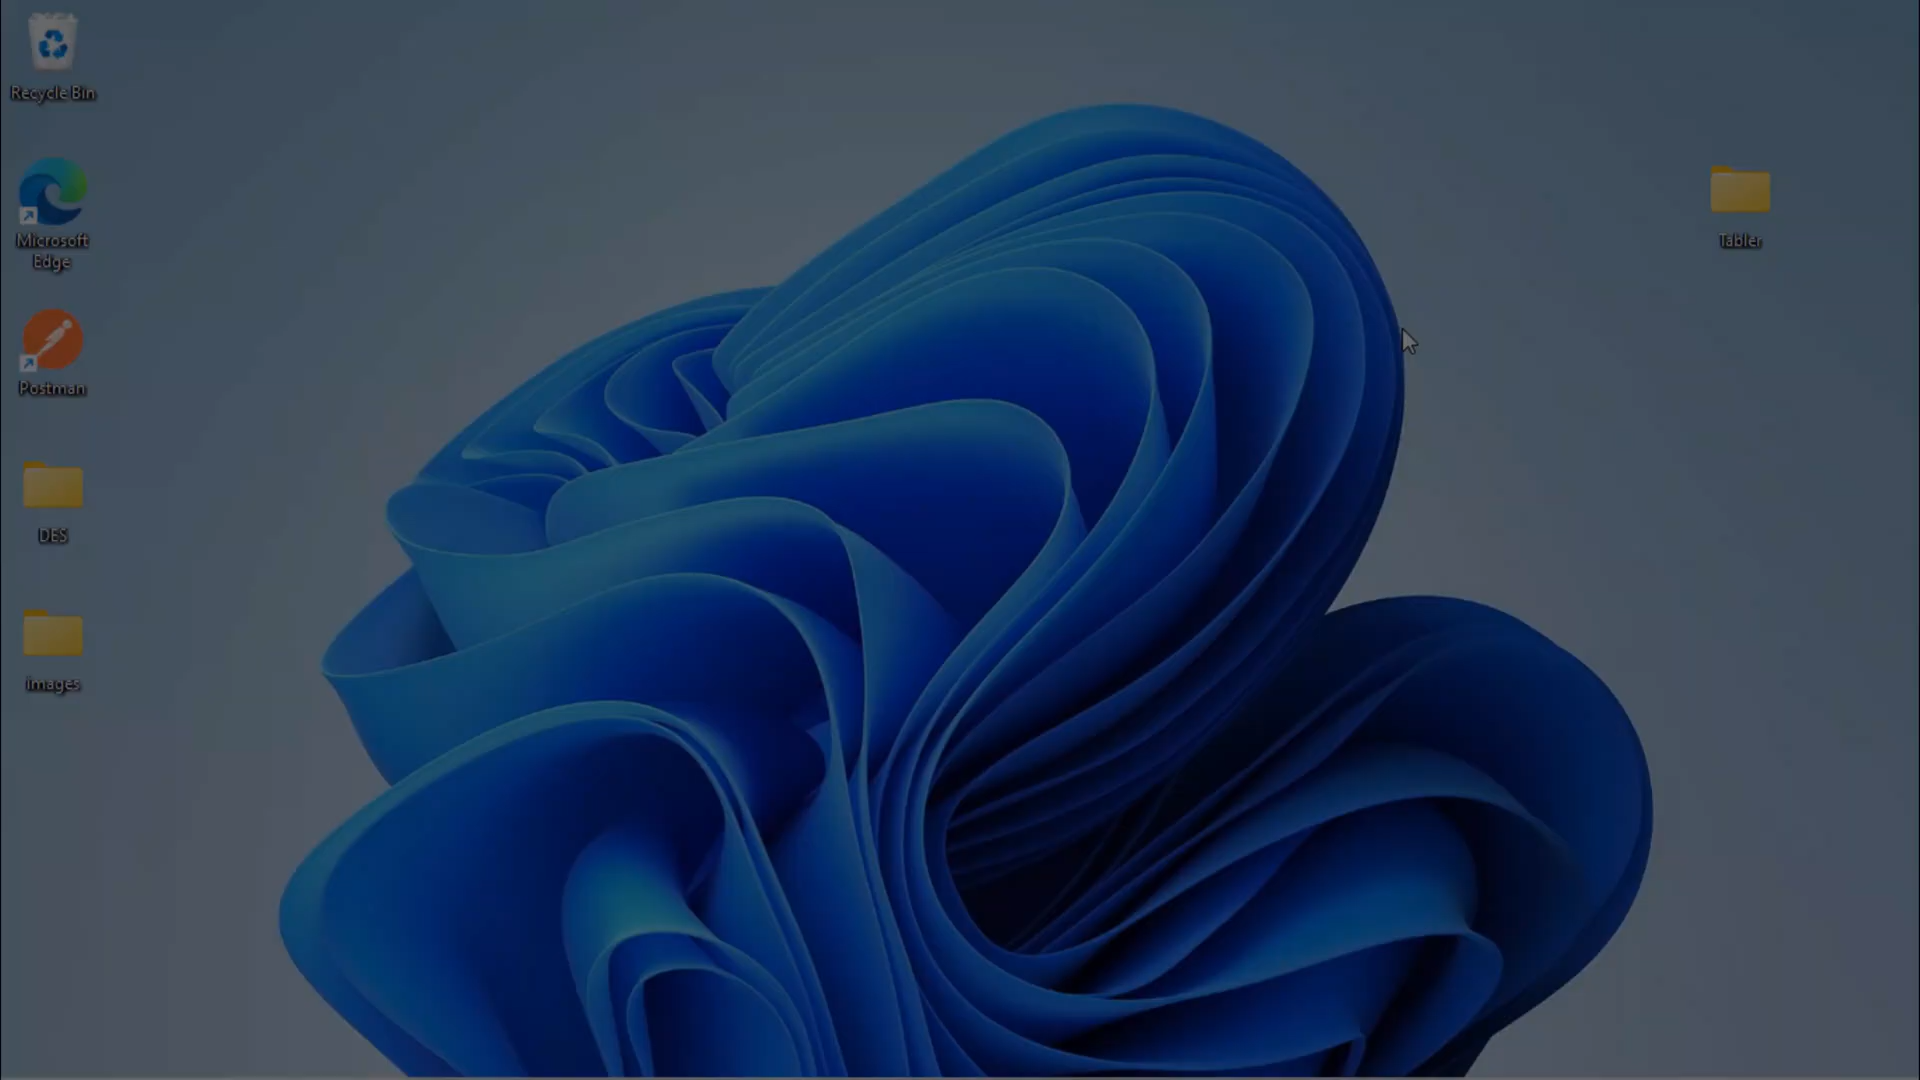 Recycle Bin
Microsoft
Edge
Postman
DES
images
Tabler